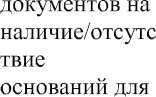 документов на
наличие/отсутс
твие
оснований для